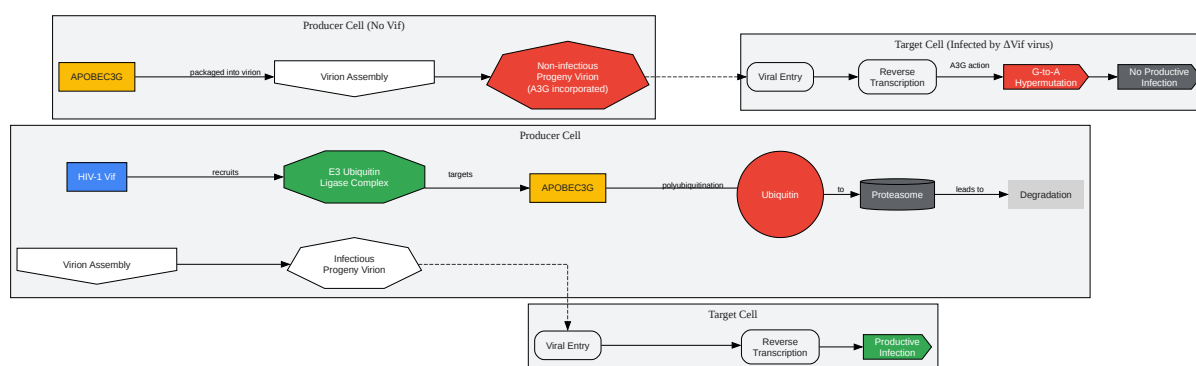 Producer Cell (No Vif)
APOBEC3G
packaged into virion
Virion Assembly
Non-infectious
Progeny Virion
(A3G incorporated)
Target Cell (Infected by ΔVif virus)
Viral Entry
Reverse
Transcription
A3G action
G-to-A
Hypermutation
No Productive
Infection
Producer Cell
HIV-1 Vif
recruits
E3 Ubiquitin
Ligase Complex
targets
APOBEC3G
polyubiquitination
Ubiquitin
to
Proteasome
leads to
Degradation
Virion Assembly
Infectious
Progeny Virion
Target Cell
Viral Entry
Reverse
Transcription
Productive
Infection